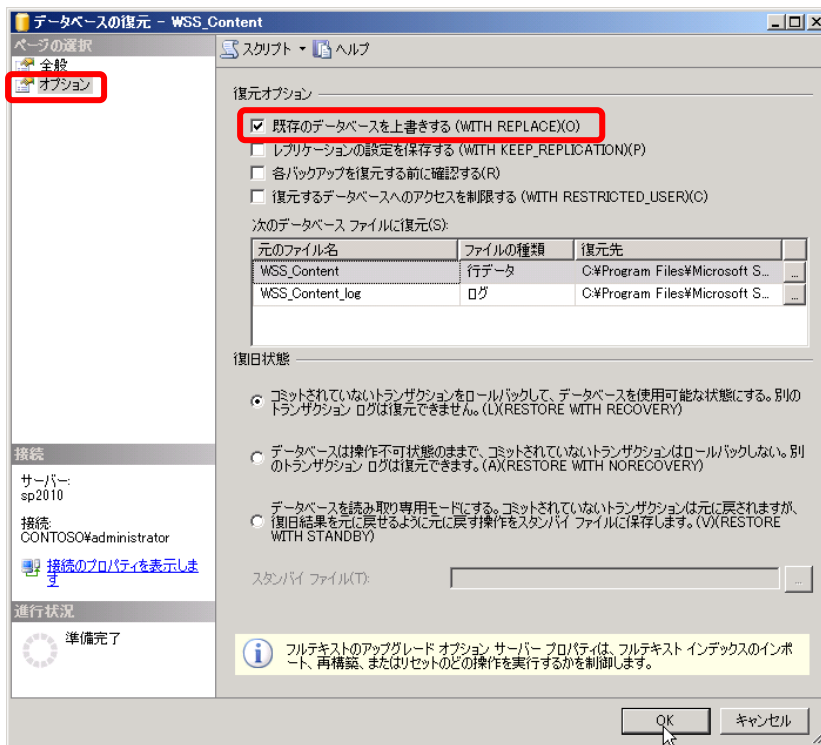 データベースの復元 - WSS_Content
ページの選択
全般
オプション
スクリプト
ヘルプ
復元オプション
既存のデータベースを上書きする (WITH REPLACE)(O)
レプリケーションの設定を保存する (WITH KEEP_REPLICATION)(P)
各バックアップを復元する前に確認する(R)
復元するデータベースへのアクセスを制限する (WITH RESTRICTED_USER)(C)
次のデータベース ファイルに復元(S):
元のファイル名 ファイルの種類 復元先
WSS_Content 行データ C:¥Program Files¥Microsoft S... ...
WSS_Content_log ログ C:¥Program Files¥Microsoft S... ...
復旧状態
コミットされていないトランザクションをロールバックして、データベースを使用可能な状態にする。別の
トランザクション ログは復元できません。(L)(RESTORE WITH RECOVERY)
データベースは操作不可状態のままで、コミットされていないトランザクションはロールバックしない。別
のトランザクション ログは復元できます。(A)(RESTORE WITH NORECOVERY)
データベースを読み取り専用モードにする。コミットされていないトランザクションは元に戻されますが、
復旧結果を元に戻せるように元に戻す操作をスタンバイ ファイルに保存します。(V)(RESTORE
WITH STANDBY)
スタンバイ ファイル(T): ...
接続
サーバー:
sp2010
接続:
CONTOSO¥administrator
接続のプロパティを表示しま
す
進行状況
準備完了
フルテキストのアップグレード オプション サーバー プロパティは、フルテキスト インデックスのインポ
ート、再構築、またはリセットのどの操作を実行するかを制御します。
OK キャンセル